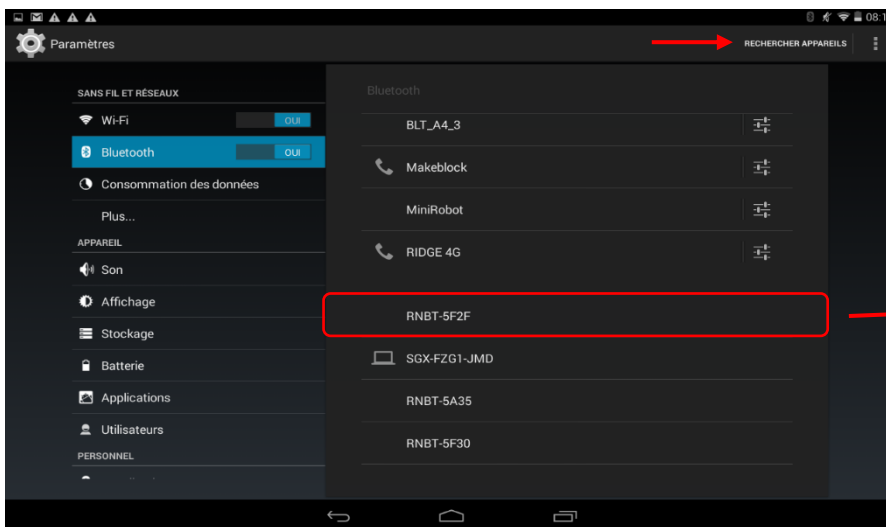 08:1
Paramètres
RECHERCHER APPAREILS
SANS FIL ET RÉSEAUX
Wi-Fi OUI
Bluetooth OUI
Consommation des données
Plus...
APPAREIL
Son
Affichage
Stockage
Batterie
Applications
Utilisateurs
PERSONNEL
Bluetooth
BLT_A4_3
Makeblock
MiniRobot
RIDGE 4G
RNBT-5F2F
SGX-FZG1-JMD
RNBT-5A35
RNBT-5F30